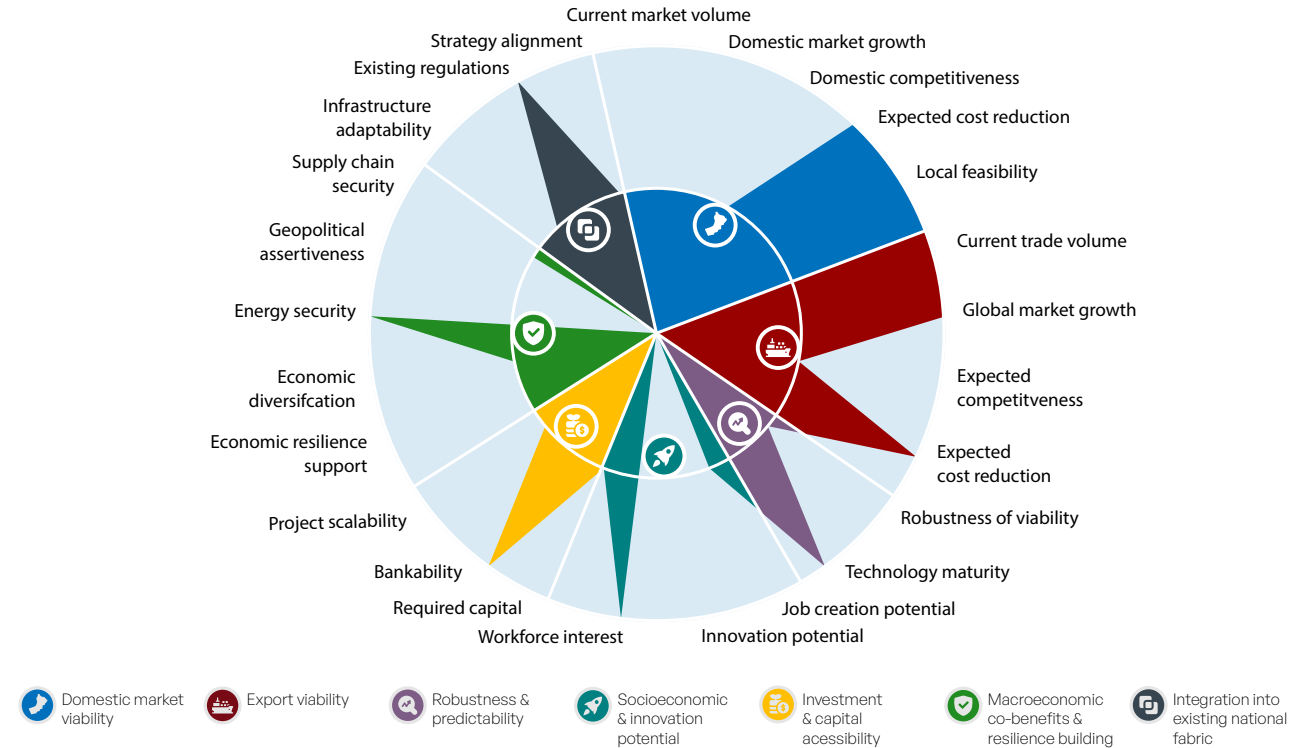 Current market volume
Domestic market growth
Domestic competitiveness
Expected cost reduction
Local feasibility
Current trade volume
Global market growth
Expected
competitveness
Expected
cost reduction
Robustness of viability
Technology maturity
Job creation potential
Innovation potential
Workforce interest
Required capital
Bankability
Project scalability
Economic resilience
support
Economic
diversifcation
Energy security
Geopolitical
assertiveness
Supply chain
security
Infrastructure
adaptability
Existing regulations
Strategy alignment
Domestic market
viability
Export viability
Robustness &
predictability
Socioeconomic
& innovation
potential
Investment
& capital
acessibility
Macroeconomic
co-benefits &
resilience building
Integration into
existing national
fabric